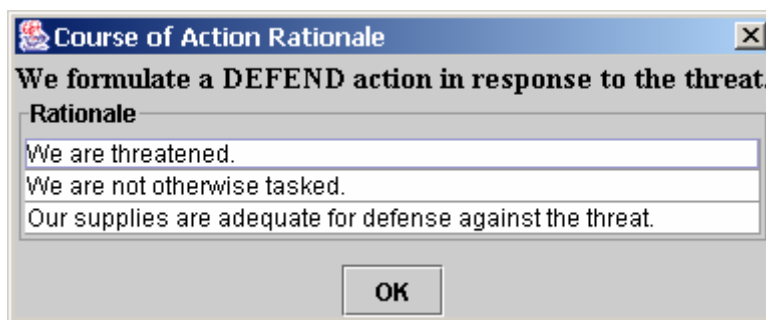 Course of Action Rationale
We formulate a DEFEND action in response to the threat.
Rationale
We are threatened.
We are not otherwise tasked.
Our supplies are adequate for defense against the threat.
OK